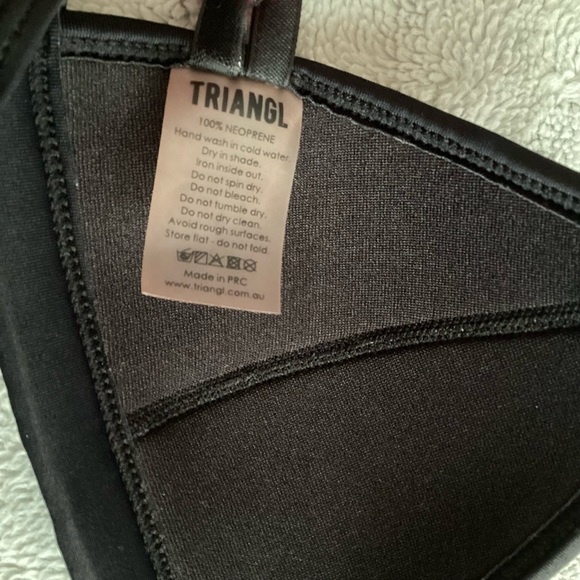 TRIANGL
100% NEOPRENE
Hand wash in cold water.
Dry in shade.
Iron inside out.
Do not spin dry.
Do not bleach.
Do not tumble dry.
Do not dry clean.
Avoid rough surfaces.
Store flat - do not fold
Made in PRC
www.triangl.com.au